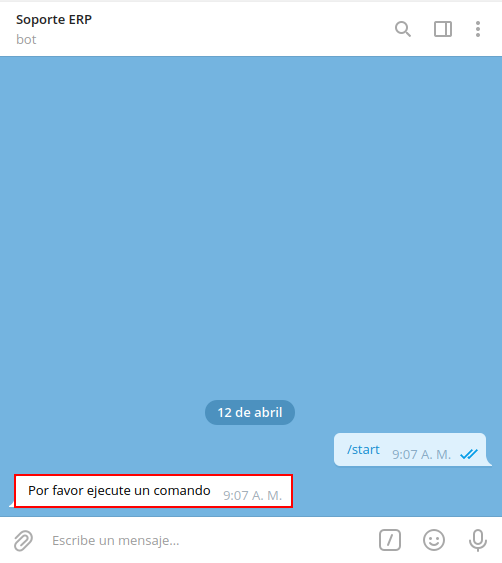 Soporte ERP
bot
12 de abril
/start 9:07 A. M.
Por favor ejecute un comando 9:07 A. M.
Escribe un mensaje...